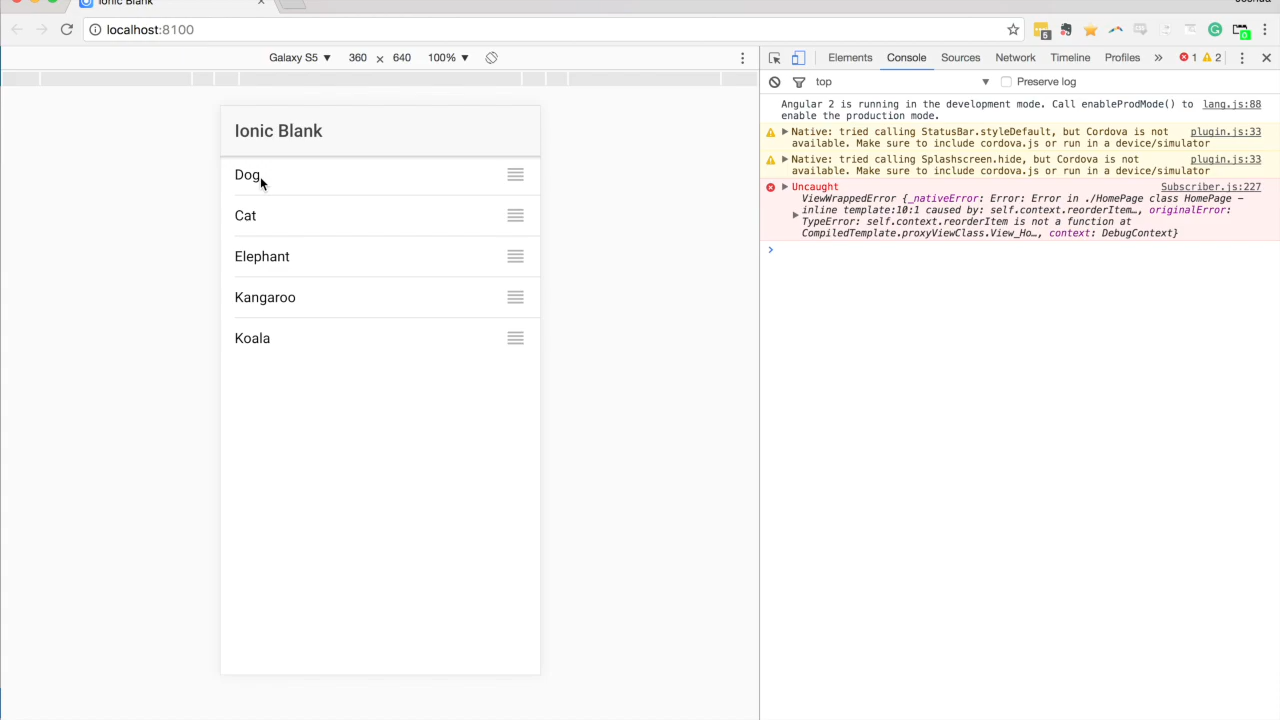 Ionic Blank
Joshua
localhost:8100
6
0
Galaxy S5 ▼ 360 × 640 100% ▼
Elements Console Sources Network Timeline Profiles » 1 2
top ▼ Preserve log
Ionic Blank
Dog
Cat
Elephant
Kangaroo
Koala
Angular 2 is running in the development mode. Call enableProdMode() to lang.js:88
enable the production mode.
Native: tried calling StatusBar.styleDefault, but Cordova is not plugin.js:33
available. Make sure to include cordova.js or run in a device/simulator
Native: tried calling Splashscreen.hide, but Cordova is not plugin.js:33
available. Make sure to include cordova.js or run in a device/simulator
Uncaught Subscriber.js:227
ViewWrappedError {_nativeError: Error: Error in ./HomePage class HomePage –
inline template:10:1 caused by: self.context.reorderItem…, originalError:
TypeError: self.context.reorderItem is not a function at
CompiledTemplate.proxyViewClass.View_Ho…, context: DebugContext}